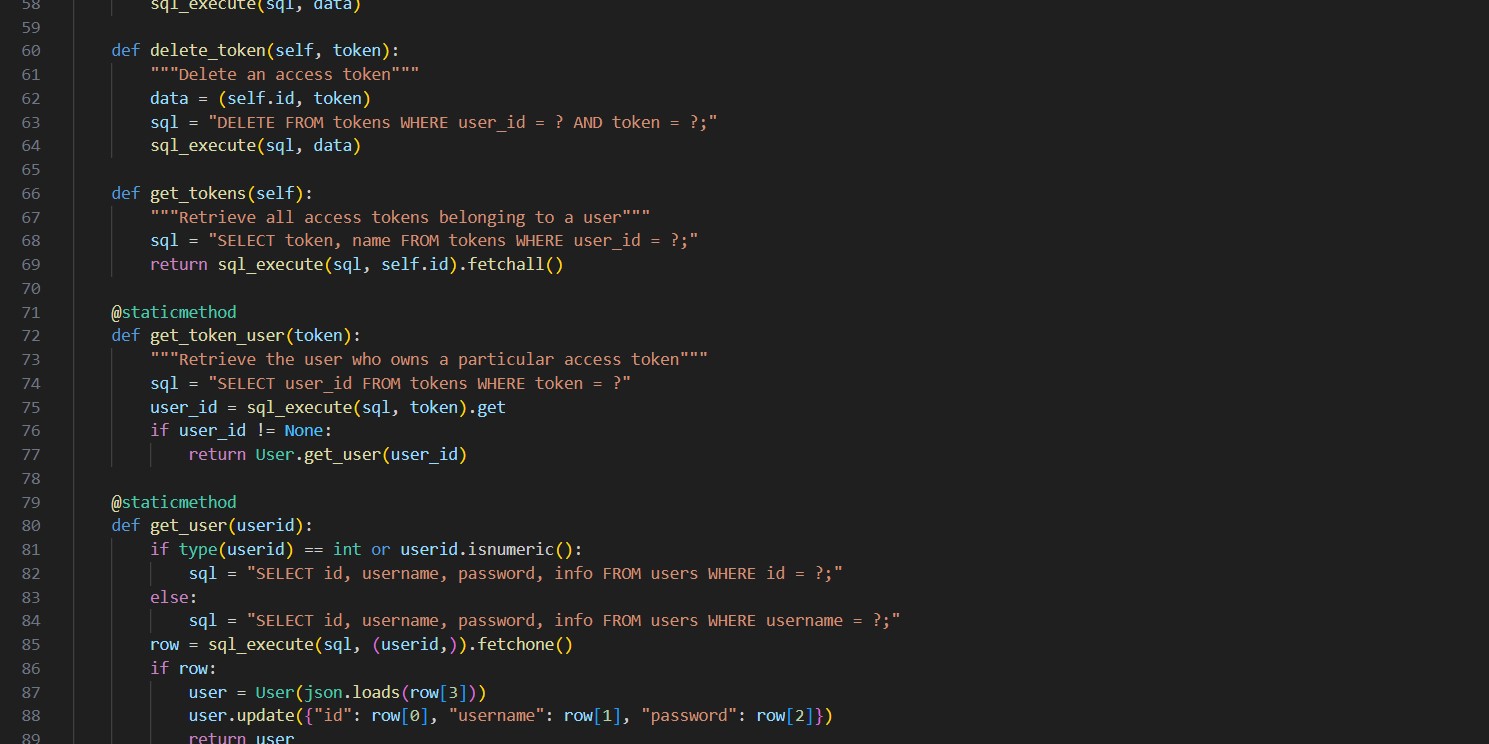 58            sql_execute(sql, data)
59
60        def delete_token(self, token):
61            """Delete an access token"""
62            data = (self.id, token)
63            sql = "DELETE FROM tokens WHERE user_id = ? AND token = ?;"
64            sql_execute(sql, data)
65
66        def get_tokens(self):
67            """Retrieve all access tokens belonging to a user"""
68            sql = "SELECT token, name FROM tokens WHERE user_id = ?;"
69            return sql_execute(sql, self.id).fetchall()
70
71        @staticmethod
72        def get_token_user(token):
73            """Retrieve the user who owns a particular access token"""
74            sql = "SELECT user_id FROM tokens WHERE token = ?"
75            user_id = sql_execute(sql, token).get
76            if user_id != None:
77                return User.get_user(user_id)
78
79        @staticmethod
80        def get_user(userid):
81            if type(userid) == int or userid.isnumeric():
82                sql = "SELECT id, username, password, info FROM users WHERE id = ?;"
83            else:
84                sql = "SELECT id, username, password, info FROM users WHERE username = ?;"
85            row = sql_execute(sql, (userid,)).fetchone()
86            if row:
87                user = User(json.loads(row[3]))
88                user.update({"id": row[0], "username": row[1], "password": row[2]})
89                return user